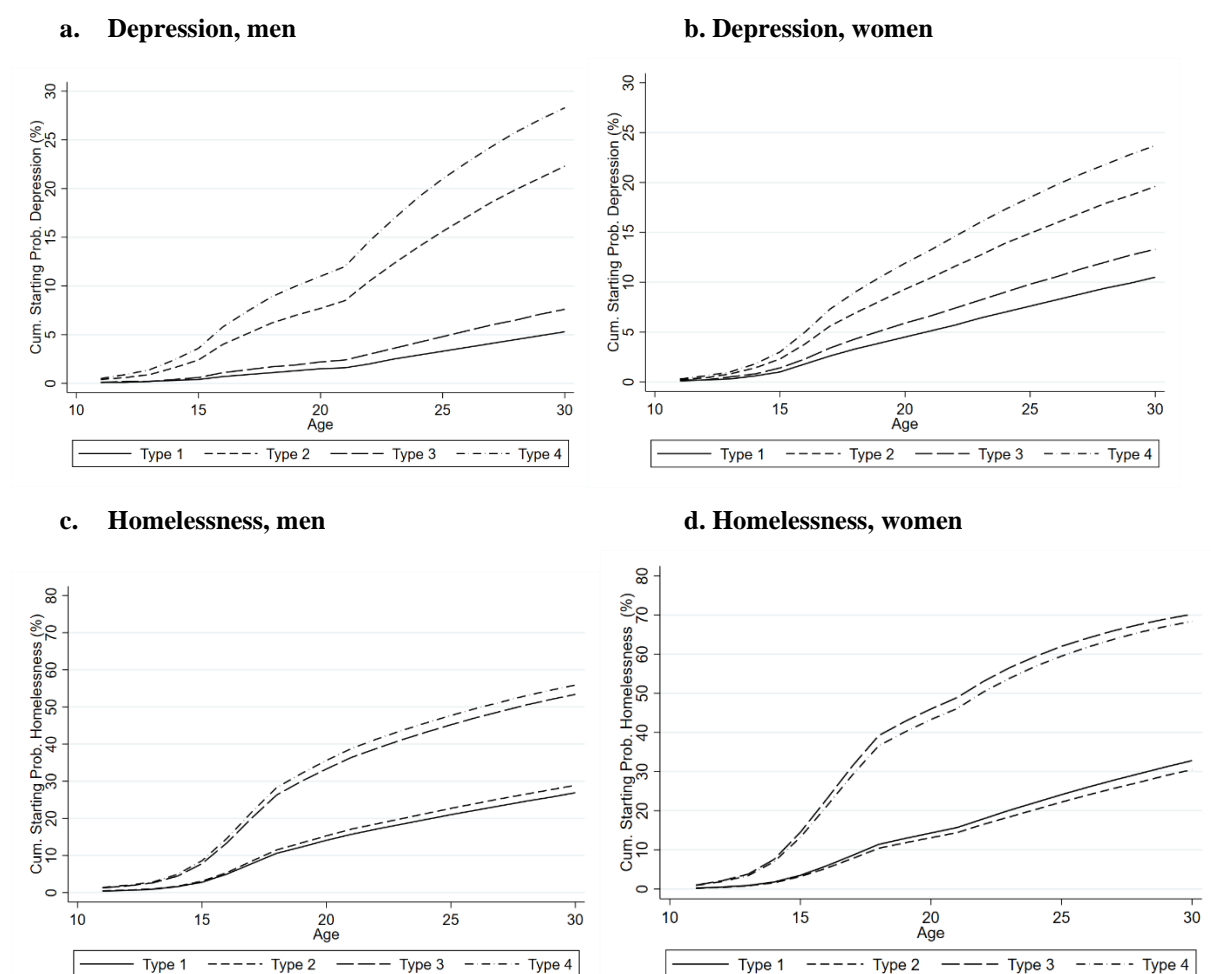 a. Depression, men
b. Depression, women
Cum. Starting Prob. Depression (%)
30
25
20
15
10
5
0
10 15 20 25 30
Age
Type 1 Type 2 Type 3 Type 4
Cum. Starting Prob. Depression (%)
30
25
20
15
10
5
0
10 15 20 25 30
Age
Type 1 Type 2 Type 3 Type 4
c. Homelessness, men
d. Homelessness, women
Cum. Starting Prob. Homelessness (%)
80
70
60
50
40
30
20
10
0
10 15 20 25 30
Age
Type 1 Type 2 Type 3 Type 4
Cum. Starting Prob. Homelessness (%)
80
70
60
50
40
30
20
10
0
10 15 20 25 30
Age
Type 1 Type 2 Type 3 Type 4